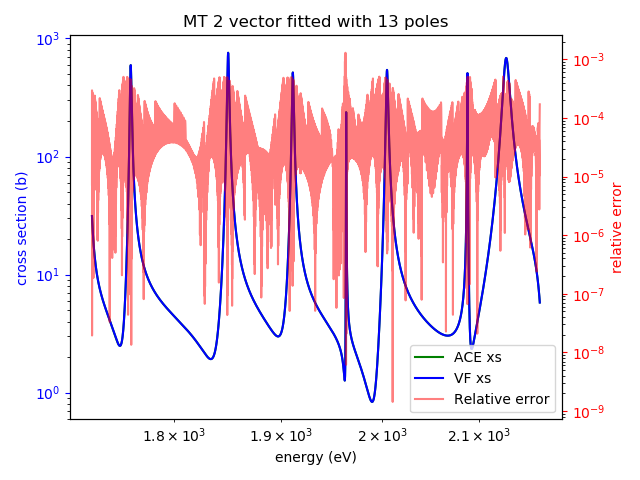 MT 2 vector fitted with 13 poles
10³
10²
10¹
10⁰
cross section (b)
10⁻³
10⁻⁴
10⁻⁵
10⁻⁶
10⁻⁷
10⁻⁸
10⁻⁹
relative error
ACE xs
VF xs
Relative error
1.8 × 10³ 1.9 × 10³ 2 × 10³ 2.1 × 10³
energy (eV)